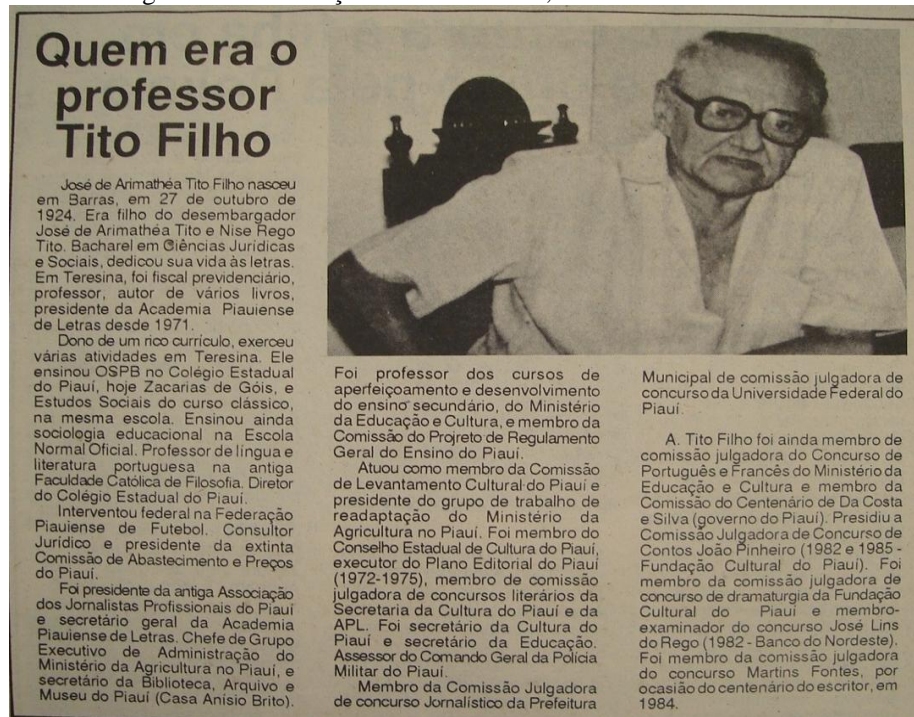 Quem era o
professor
Tito Filho
José de Arimathéa Tito Filho nasceu
em Barras, em 27 de outubro de
1924. Era filho do desembargador
José de Arimathéa Tito e Nise Rego
Tito. Bacharel em Ciências Jurídicas
e Sociais, dedicou sua vida às letras.
Em Teresina, foi fiscal previdenciário,
professor, autor de vários livros,
presidente da Academia Piauiense
de Letras desde 1971.
Dono de um rico currículo, exerceu
várias atividades em Teresina. Ele
ensinou OSPB no Colégio Estadual
do Piauí, hoje Zacarias de Góis, e
Estudos Sociais do curso clássico,
na mesma escola. Ensinou ainda
sociologia educacional na Escola
Normal Oficial. Professor de língua e
literatura portuguesa na antiga
Faculdade Católica de Filosofia. Diretor
do Colégio Estadual do Piauí.
Interventou federal na Federação
Piauiense de Futebol. Consultor
Jurídico e presidente da extinta
Comissão de Abastecimento e Preços
do Piauí.
Foi presidente da antiga Associação
dos Jornalistas Profissionais do Piauí
e secretário geral da Academia
Piauiense de Letras. Chefe de Grupo
Executivo de Administração do
Ministério da Agricultura no Piauí, e
secretário da Biblioteca, Arquivo e
Museu do Piauí (Casa Anísio Brito).
Foi professor dos cursos de
aperfeiçoamento e desenvolvimento
do ensino secundário, do Ministério
da Educação e Cultura, e membro da
Comissão do Projreto de Regulamento
Geral do Ensino do Piauí.
Atuou como membro da Comissão
de Levantamento Cultural do Piauí e
presidente do grupo de trabalho de
readaptação do Ministério da
Agricultura no Piauí. Foi membro do
Conselho Estadual de Cultura do Piauí,
executor do Plano Editorial do Piauí
(1972-1975), membro de comissão
julgadora de concursos literários da
Secretaria da Cultura do Piauí e da
APL. Foi secretário da Cultura do
Piauí e secretário da Educação.
Assessor do Comando Geral da Polícia
Militar do Piauí.
Membro da Comissão Julgadora
de concurso Jornalístico da Prefeitura
Municipal de comissão julgadora de
concurso da Universidade Federal do
Piauí.
A. Tito Filho foi ainda membro de
comissão julgadora do Concurso de
Português e Francês do Ministério da
Educação e Cultura e membro da
Comissão do Centenário de Da Costa
e Silva (governo do Piauí). Presidiu a
Comissão Julgadora de Concurso de
Contos João Pinheiro (1982 e 1985 -
Fundação Cultural do Piauí). Foi
membro da comissão julgadora de
concurso de dramaturgia da Fundação
Cultural do Piauí e membro-
examinador do concurso José Lins
do Rego (1982 - Banco do Nordeste).
Foi membro da comissão julgadora
do concurso Martins Fontes, por
ocasião do centenário do escritor, em
1984.